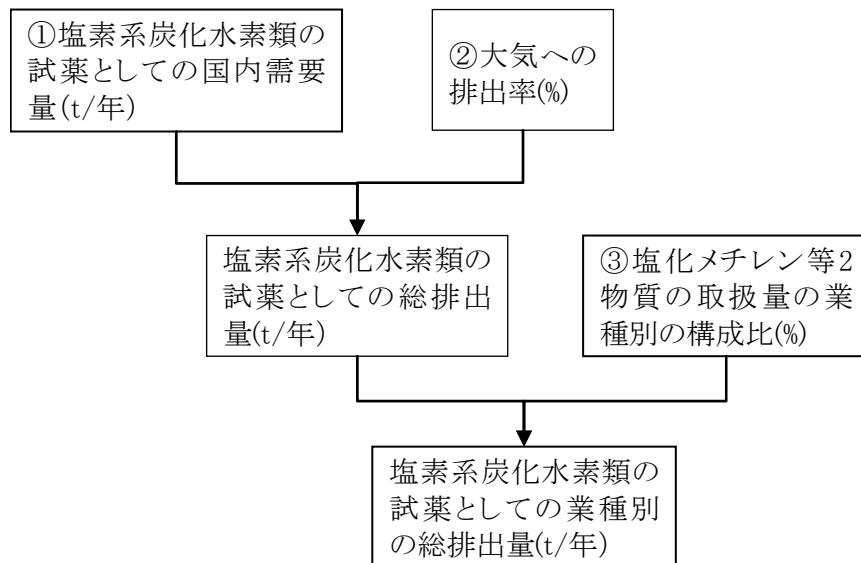 ①塩素系炭化水素類の
試薬としての国内需要
量(t/年)
②大気への
排出率(%)
塩素系炭化水素類の
試薬としての総排出
量(t/年)
③塩化メチレン等2
物質の取扱量の業
種別の構成比(%)
塩素系炭化水素類の
試薬としての業種別
の総排出量(t/年)